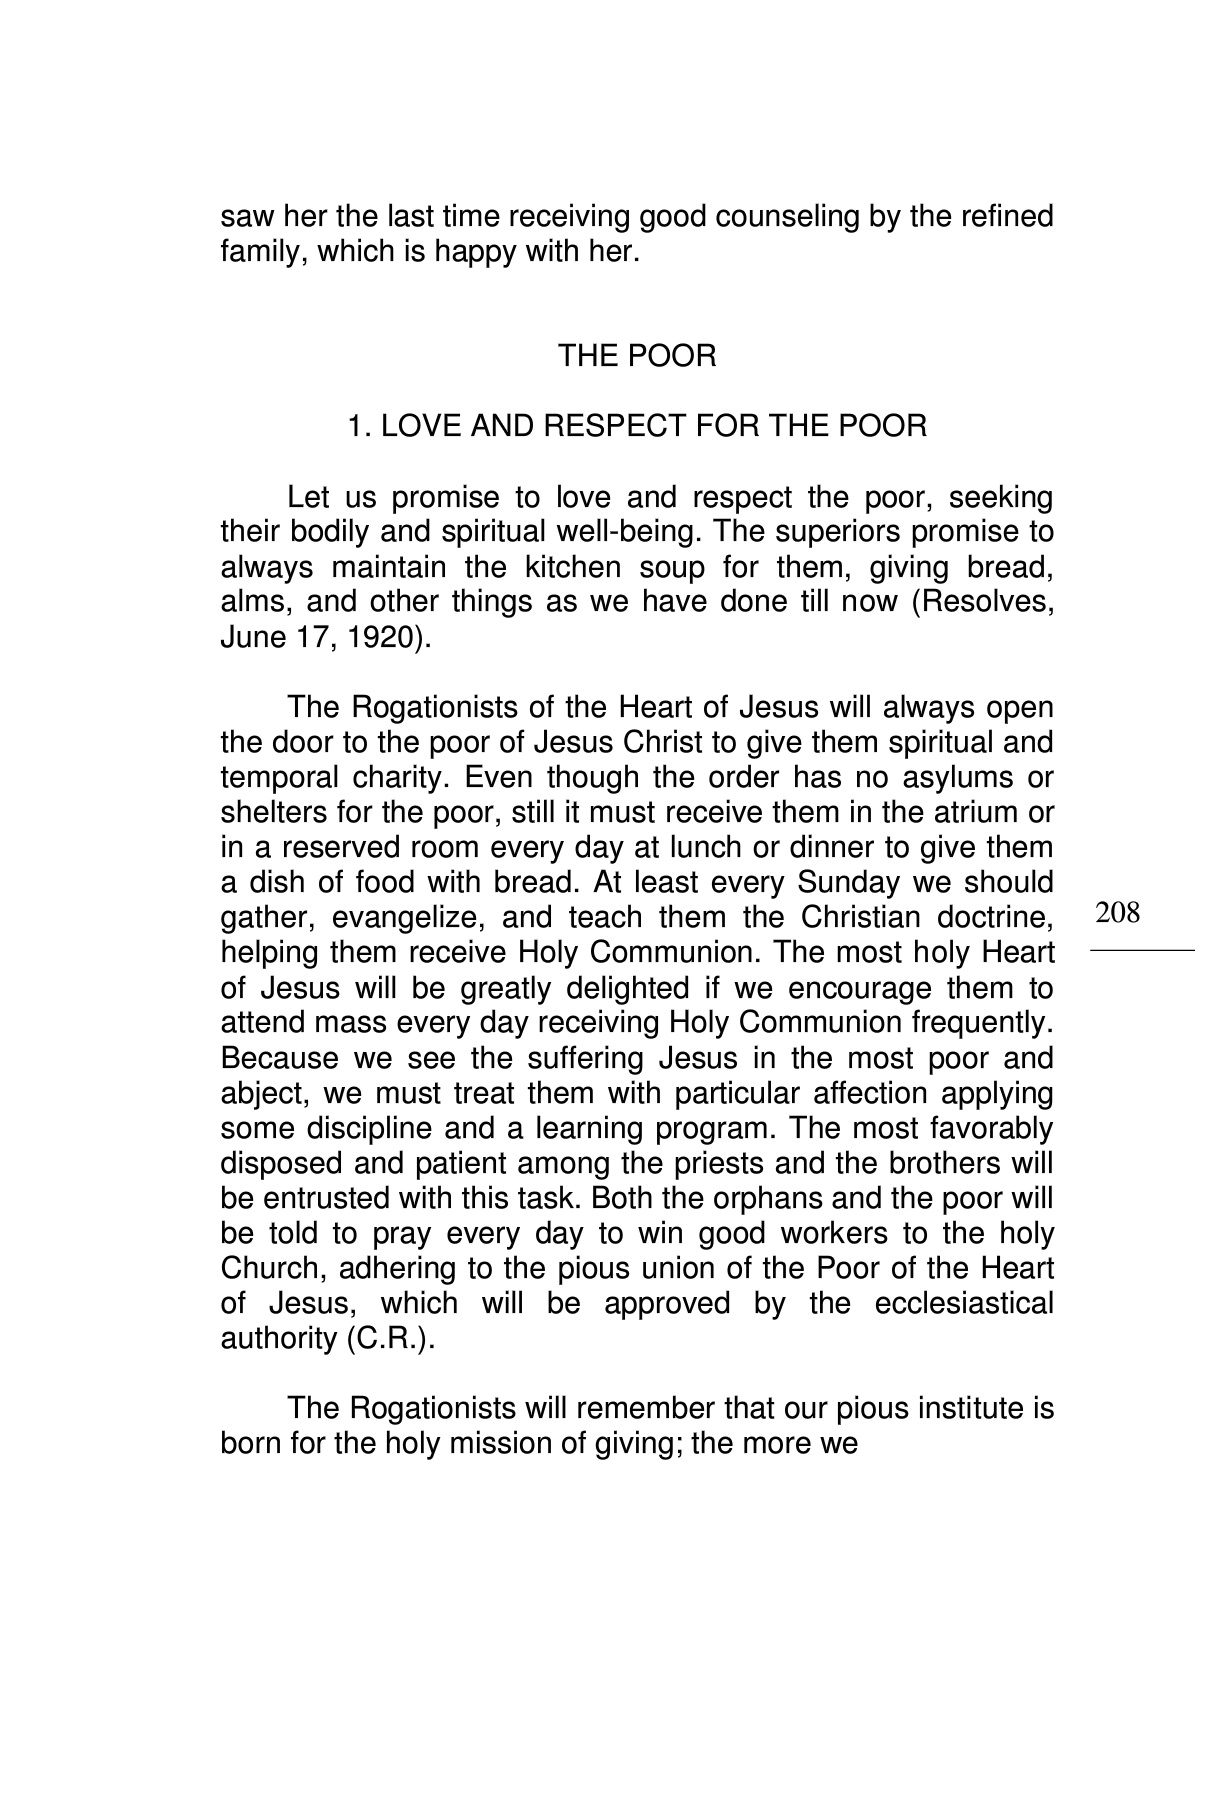 saw her the last time receiving good counseling by the refined
family, which is happy with her.
THE POOR
1. LOVE AND RESPECT FOR THE POOR
Let us promise to love and respect the poor, seeking
their bodily and spiritual well-being. The superiors promise to
always maintain the kitchen soup for them, giving bread,
alms, and other things as we have done till now (Resolves,
June 17, 1920).
The Rogationists of the Heart of Jesus will always open
the door to the poor of Jesus Christ to give them spiritual and
temporal charity. Even though the order has no asylums or
shelters for the poor, still it must receive them in the atrium or
in a reserved room every day at lunch or dinner to give them
a dish of food with bread. At least every Sunday we should
gather, evangelize, and teach them the Christian doctrine,
helping them receive Holy Communion. The most holy Heart
of Jesus will be greatly delighted if we encourage them to
attend mass every day receiving Holy Communion frequently.
Because we see the suffering Jesus in the most poor and
abject, we must treat them with particular affection applying
some discipline and a learning program. The most favorably
disposed and patient among the priests and the brothers will
be entrusted with this task. Both the orphans and the poor will
be told to pray every day to win good workers to the holy
Church, adhering to the pious union of the Poor of the Heart
of Jesus, which will be approved by the ecclesiastical
authority (C.R.).
The Rogationists will remember that our pious institute is
born for the holy mission of giving; the more we
208